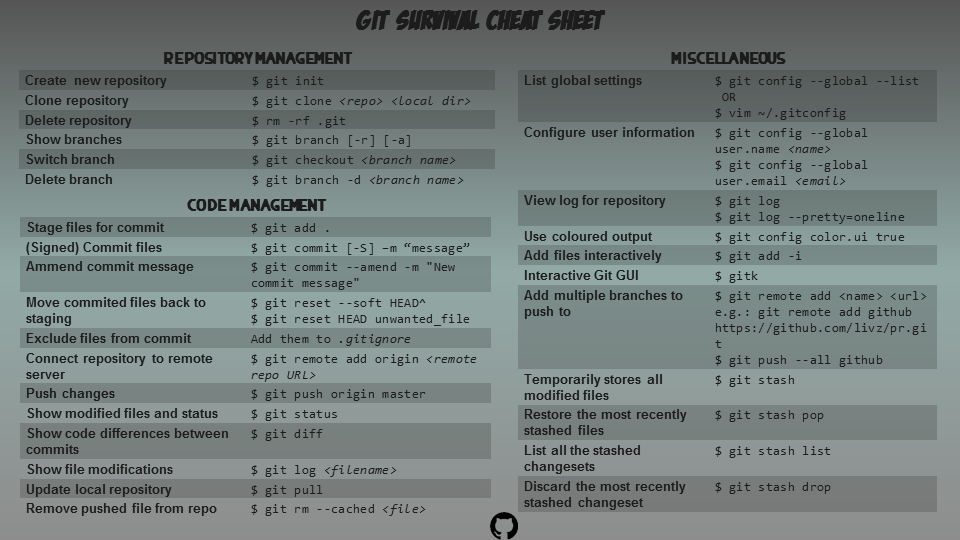 GIT SURVIVAL CHEAT SHEET
REPOSITORY MANAGEMENT
Create new repository $ git init
Clone repository $ git clone <repo> <local dir>
Delete repository $ rm -rf .git
Show branches $ git branch [-r] [-a]
Switch branch $ git checkout <branch name>
Delete branch $ git branch -d <branch name>
CODE MANAGEMENT
Stage files for commit $ git add .
(Signed) Commit files $ git commit [-S] –m “message”
Ammend commit message $ git commit --amend -m "New
commit message"
Move commited files back to $ git reset --soft HEAD^
staging $ git reset HEAD unwanted_file
Exclude files from commit Add them to .gitignore
Connect repository to remote $ git remote add origin <remote
server repo URL>
Push changes $ git push origin master
Show modified files and status $ git status
Show code differences between $ git diff
commits
Show file modifications $ git log <filename>
Update local repository $ git pull
Remove pushed file from repo $ git rm --cached <file>
MISCELLANEOUS
List global settings $ git config --global --list
OR
$ vim ~/.gitconfig
Configure user information $ git config --global
user.name <name>
$ git config --global
user.email <email>
View log for repository $ git log
$ git log --pretty=oneline
Use coloured output $ git config color.ui true
Add files interactively $ git add -i
Interactive Git GUI $ gitk
Add multiple branches to $ git remote add <name> <url>
push to e.g.: git remote add github
https://github.com/livz/pr.gi
t
$ git push --all github
Temporarily stores all $ git stash
modified files
Restore the most recently $ git stash pop
stashed files
List all the stashed $ git stash list
changesets
Discard the most recently $ git stash drop
stashed changeset